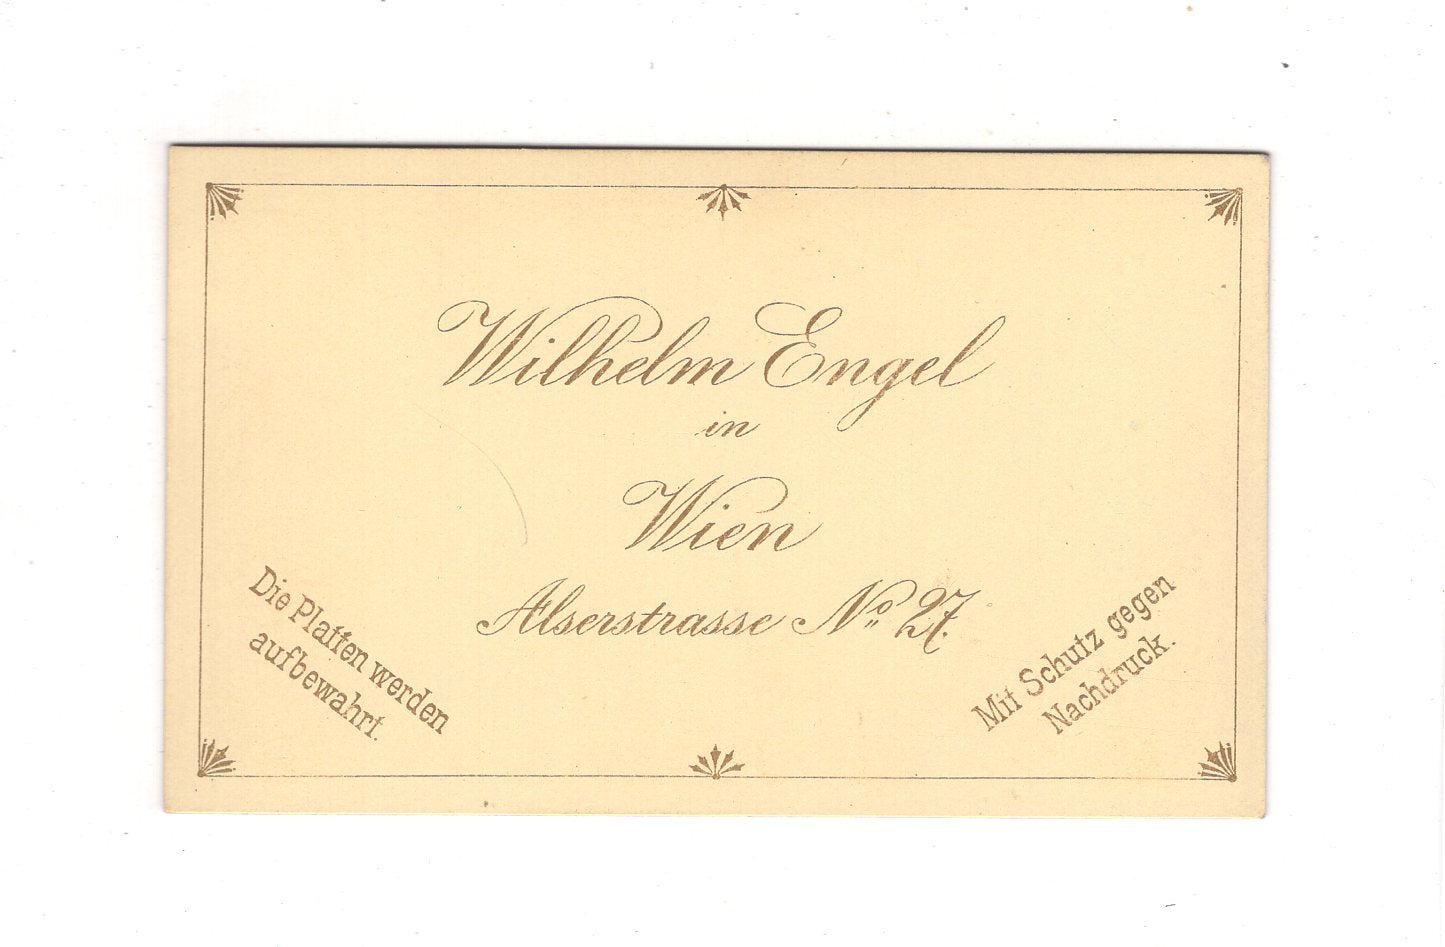 Wilhelm Engel
in
Wien
Alserstrasse No 27.
Die Platten werden
aufbewahrt.
Mit Schutz gegen
Nachdruck.